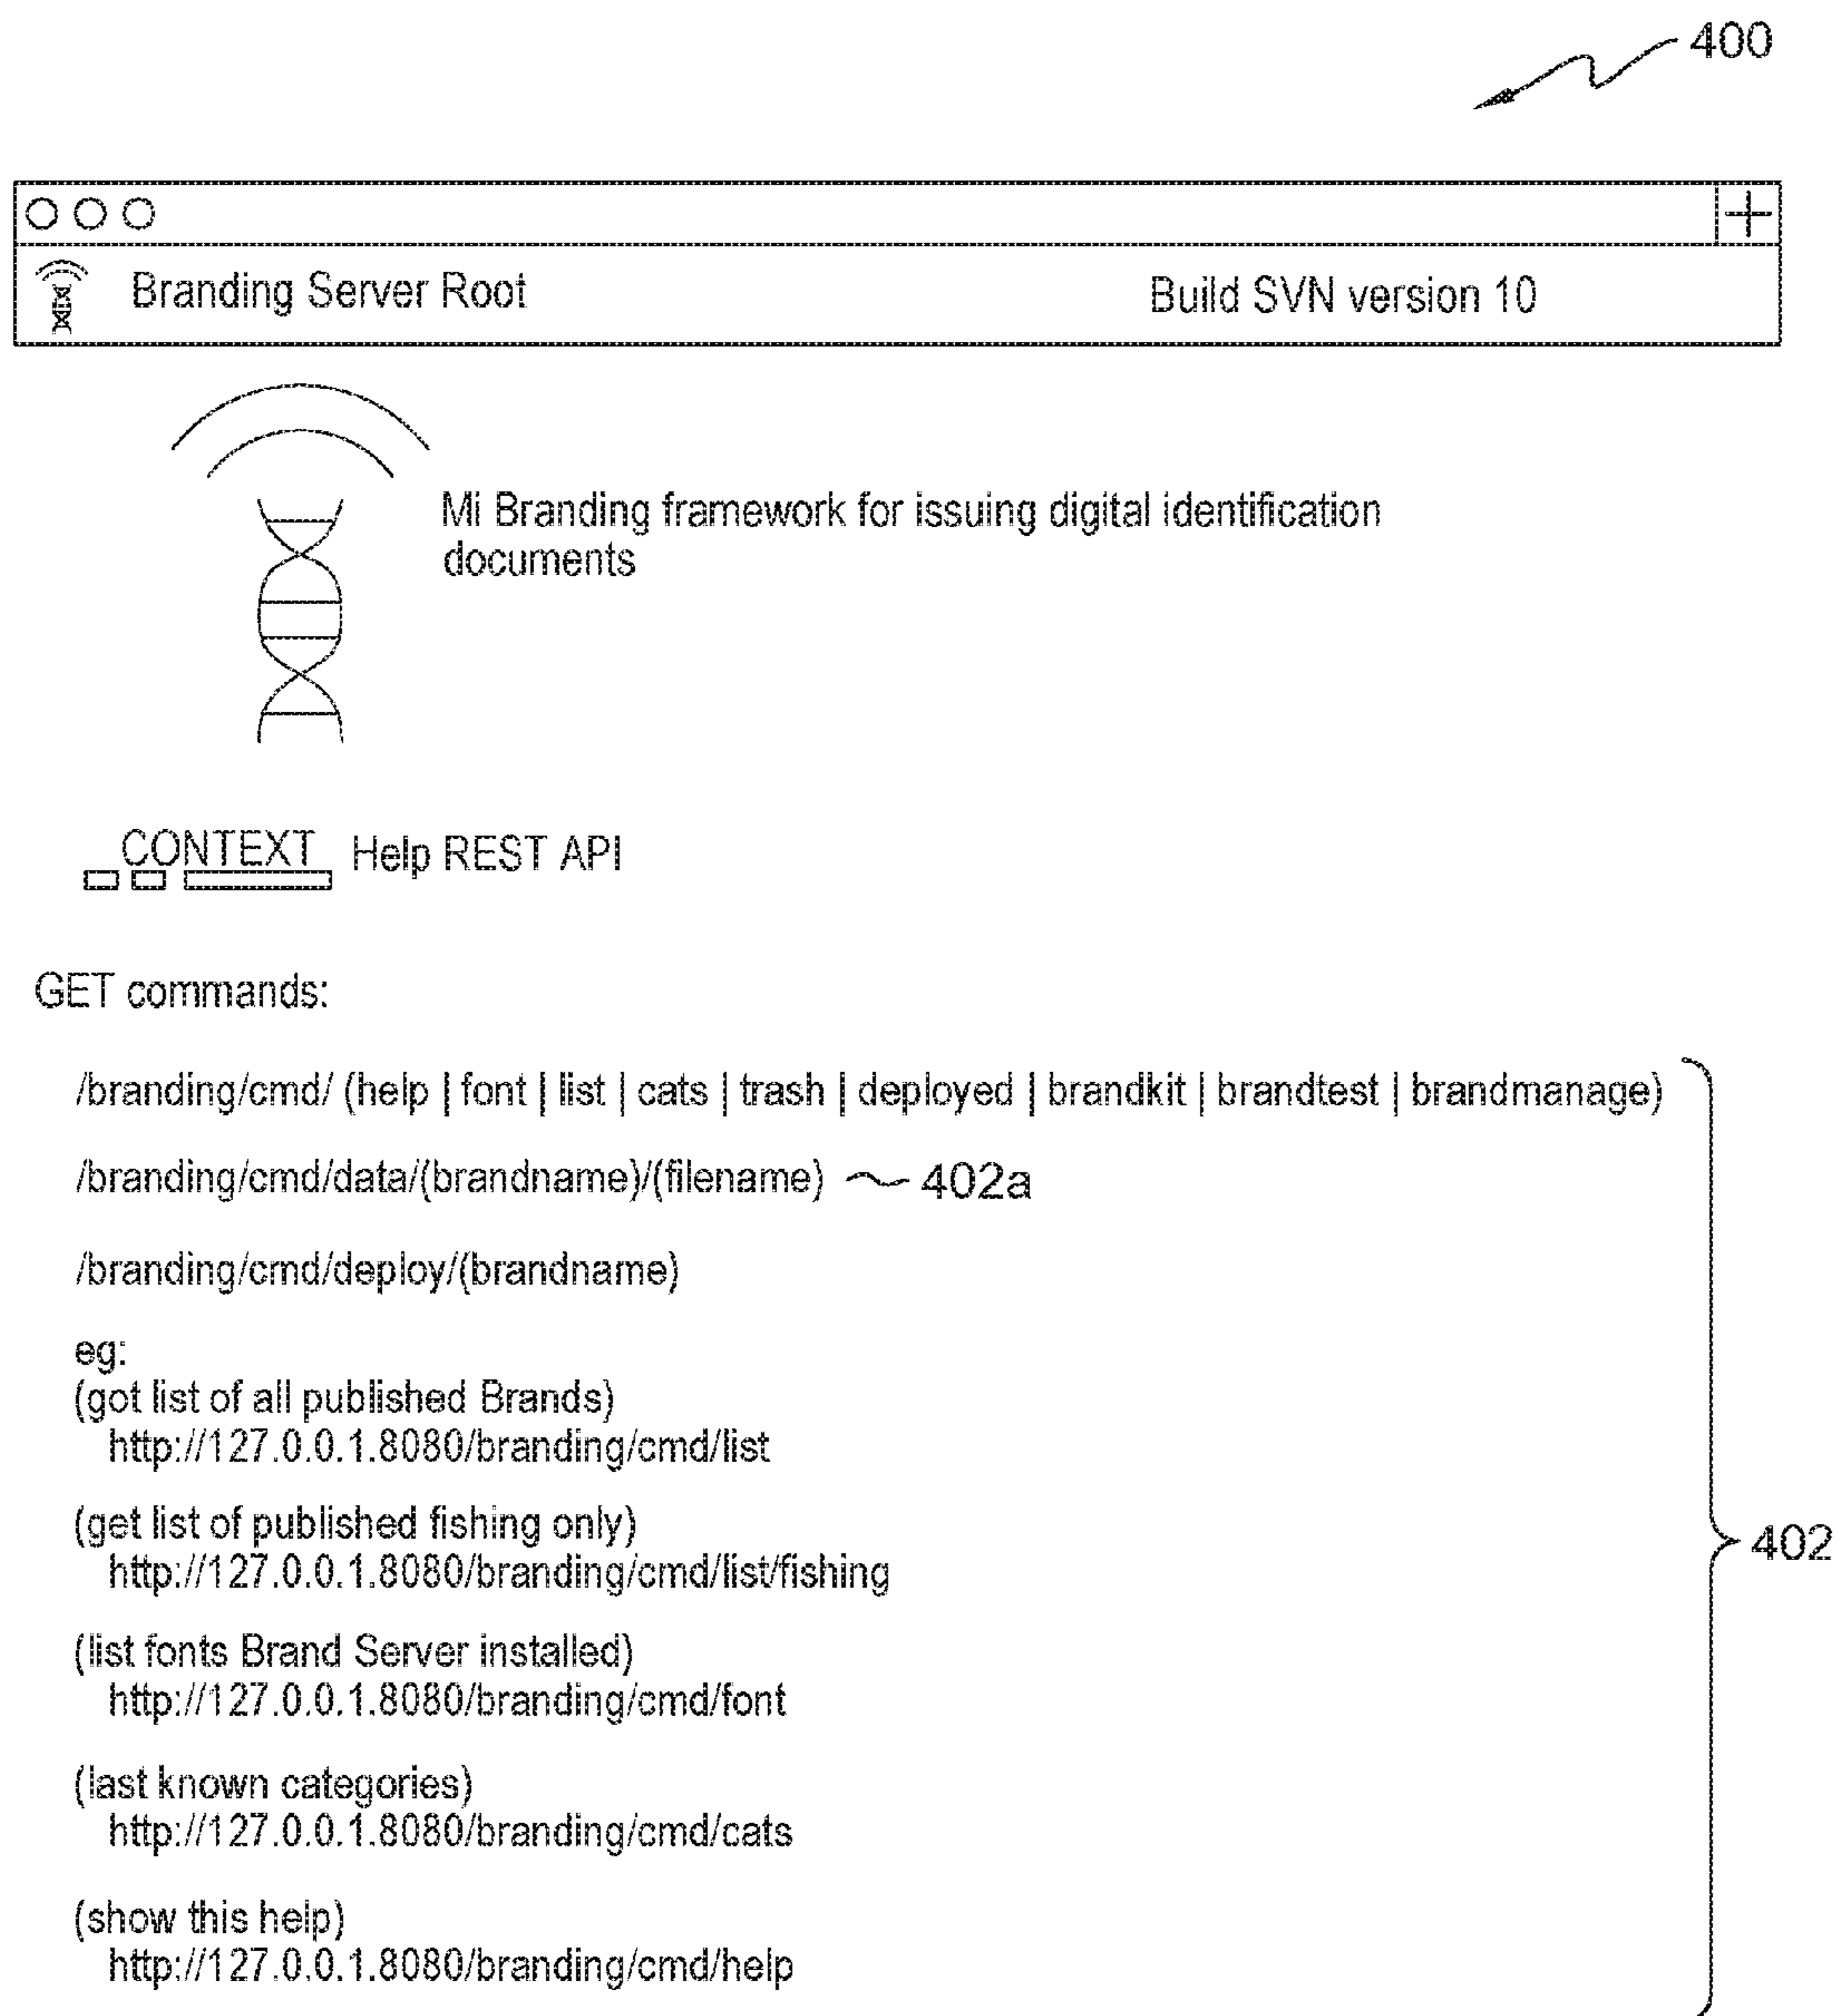 400
Branding Server Root Build SVN version 10
Mi Branding framework for issuing digital identification
documents
CONTEXT Help REST API
GET commands:
/branding/cmd/ (help | font | list | cats | trash | deployed | brandkit | brandtest | brandmanage)
/branding/cmd/data/(brandname)/(filename) 402a
/branding/cmd/deploy/(brandname)
eg:
(got list of all published Brands)
http://127.0.0.1.8080/branding/cmd/list
(get list of published fishing only)
http://127.0.0.1.8080/branding/cmd/list/fishing
402
(list fonts Brand Server installed)
http://127.0.0.1.8080/branding/cmd/font
(last known categories)
http://127.0.0.1.8080/branding/cmd/cats
(show this help)
http://127.0.0.1.8080/branding/cmd/help